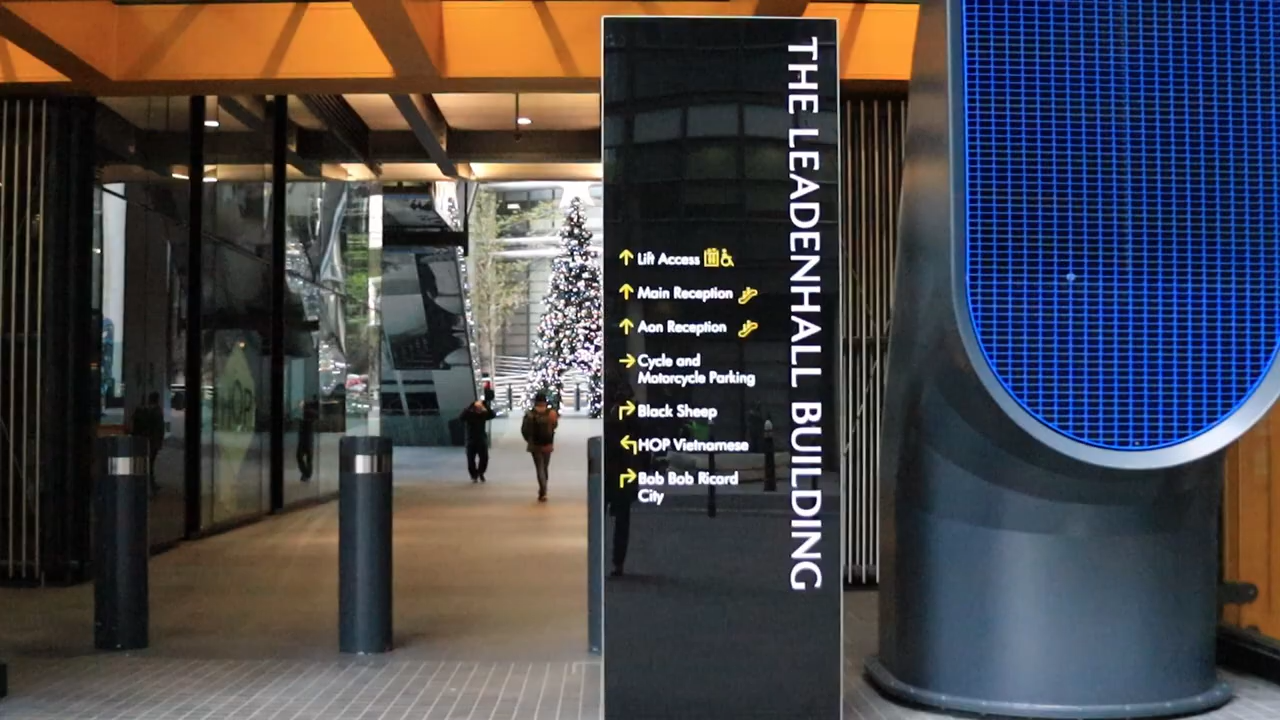 THE LEADENHALL BUILDING
Lift Access
Main Reception
Aon Reception
Cycle and
Motorcycle Parking
Black Sheep
HOP Vietnamese
Bob Bob Ricard
City
HOP